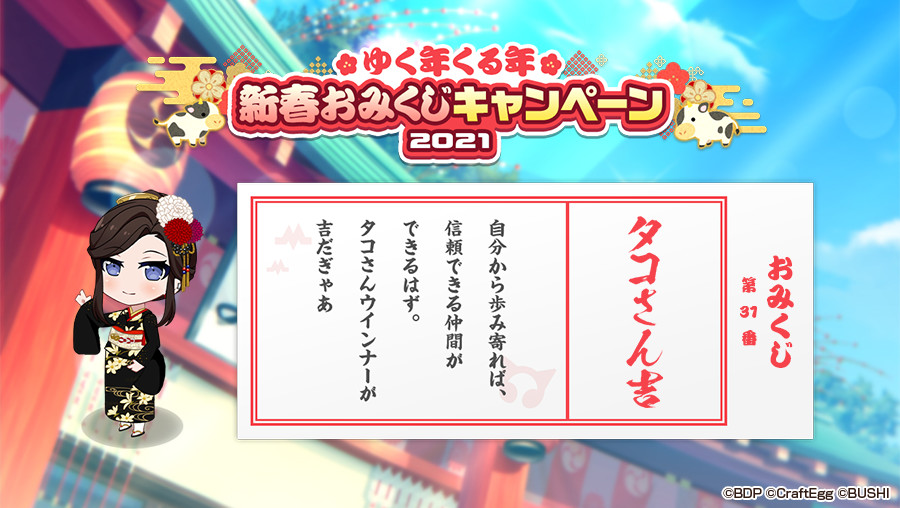 ゆく年くる年
新春おみくじキャンペーン
2021
おみくじ
第31番
タコさん吉
自分から歩み寄れば、
信頼できる仲間が
できるはず。
タコさんウインナーが
吉だぎゃあ
©BDP ©CraftEgg ©BUSHI